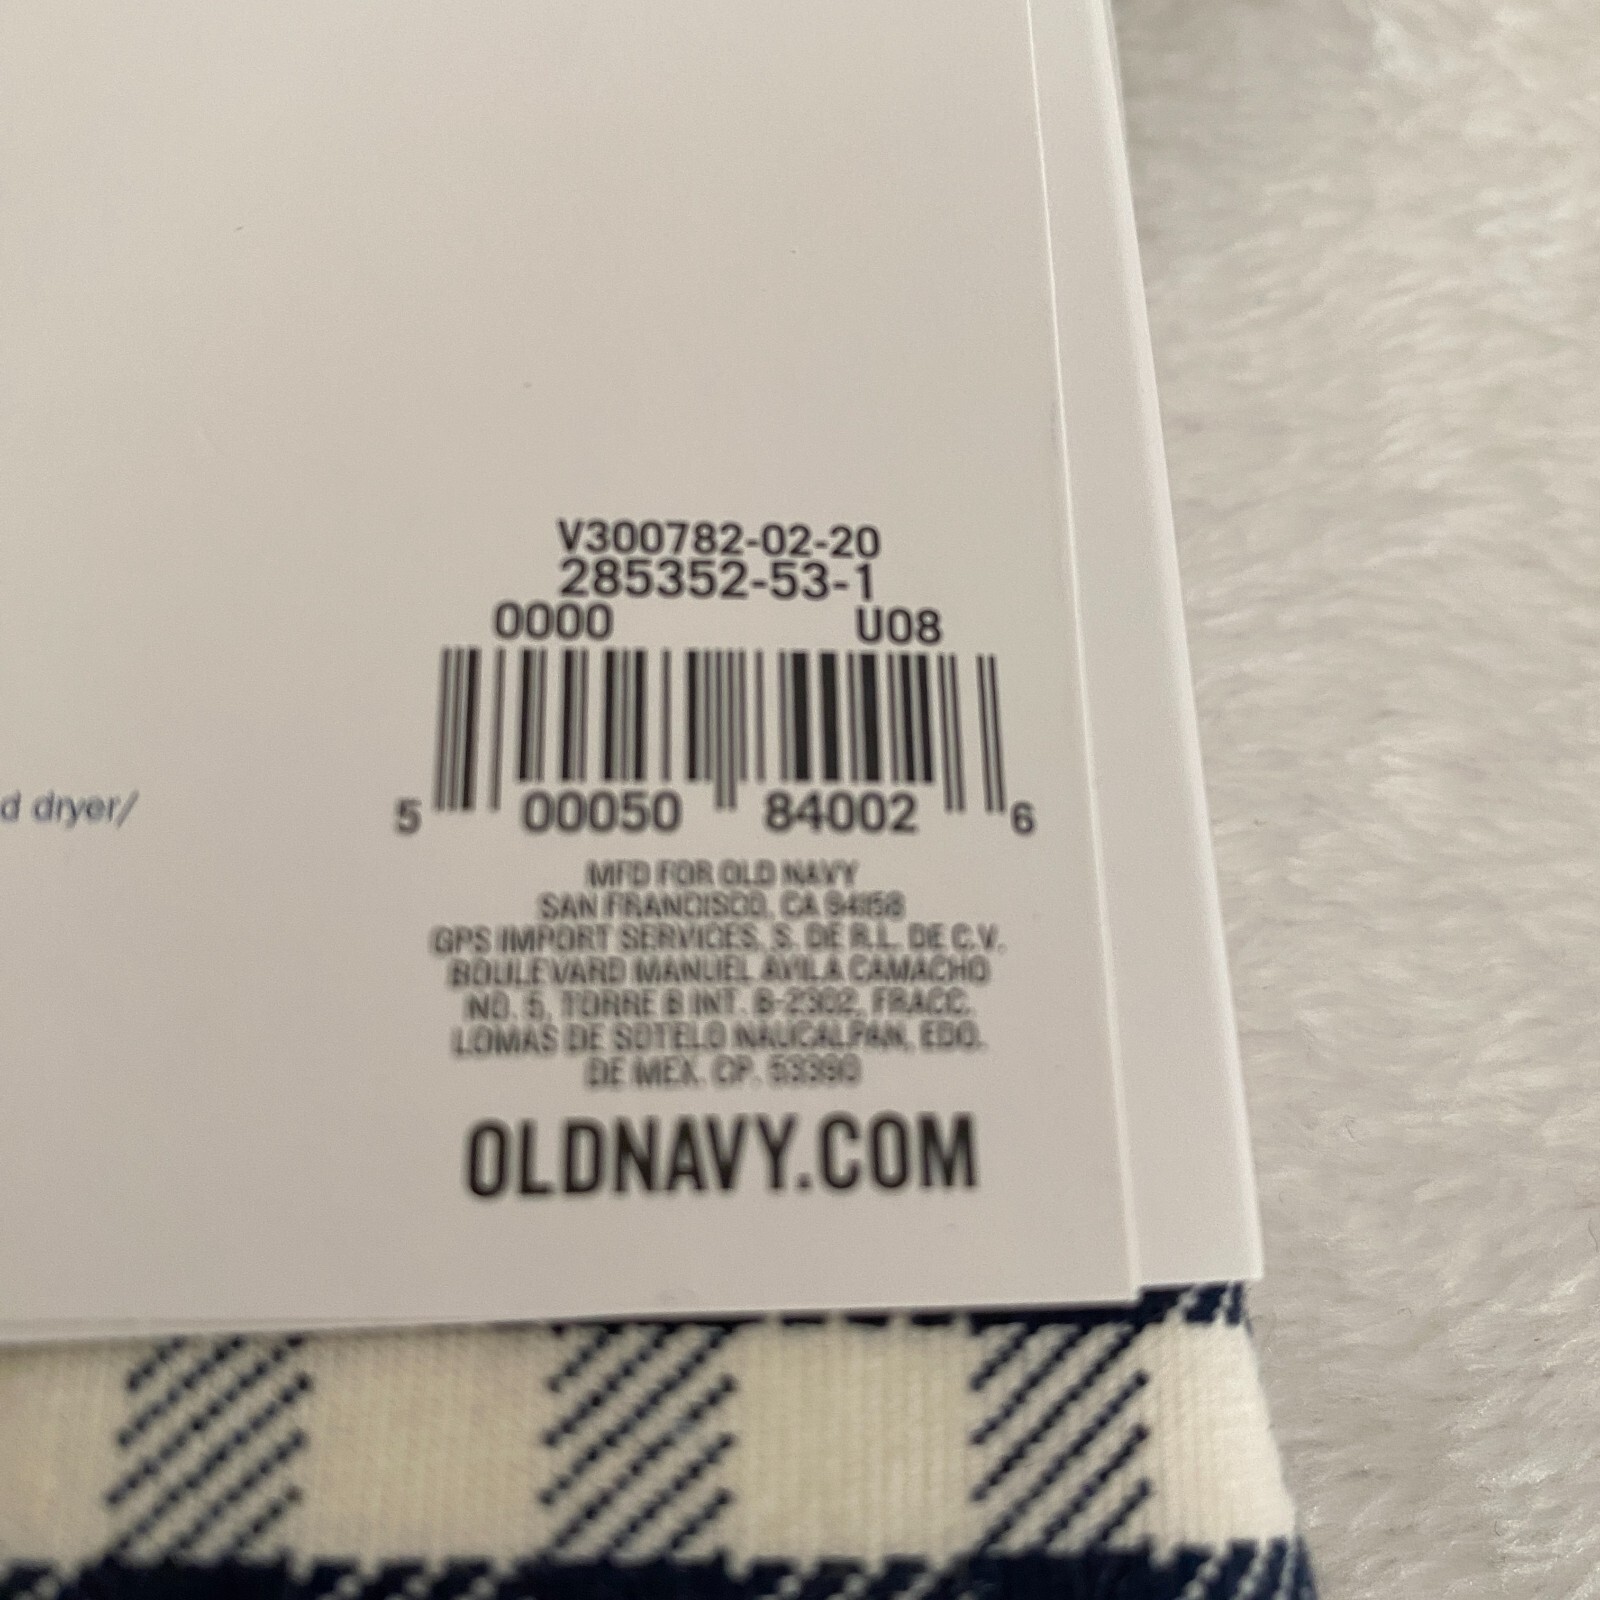 V300782-02-20
285352-53-1
0000 U08
d dryer/
5 00050 84002 6
MFD FOR OLD NAVY
SAN FRANCISCO, CA 94158
GPS IMPORT SERVICES, S. DE R.L. DE C.V.
BOULEVARD MANUEL AVILA CAMACHO
NO. 5, TORRE B INT. B-2302, FRACC.
LOMAS DE SOTELO NAUCALPAN, EDO.
DE MEX. CP. 53390
OLDNAVY.COM